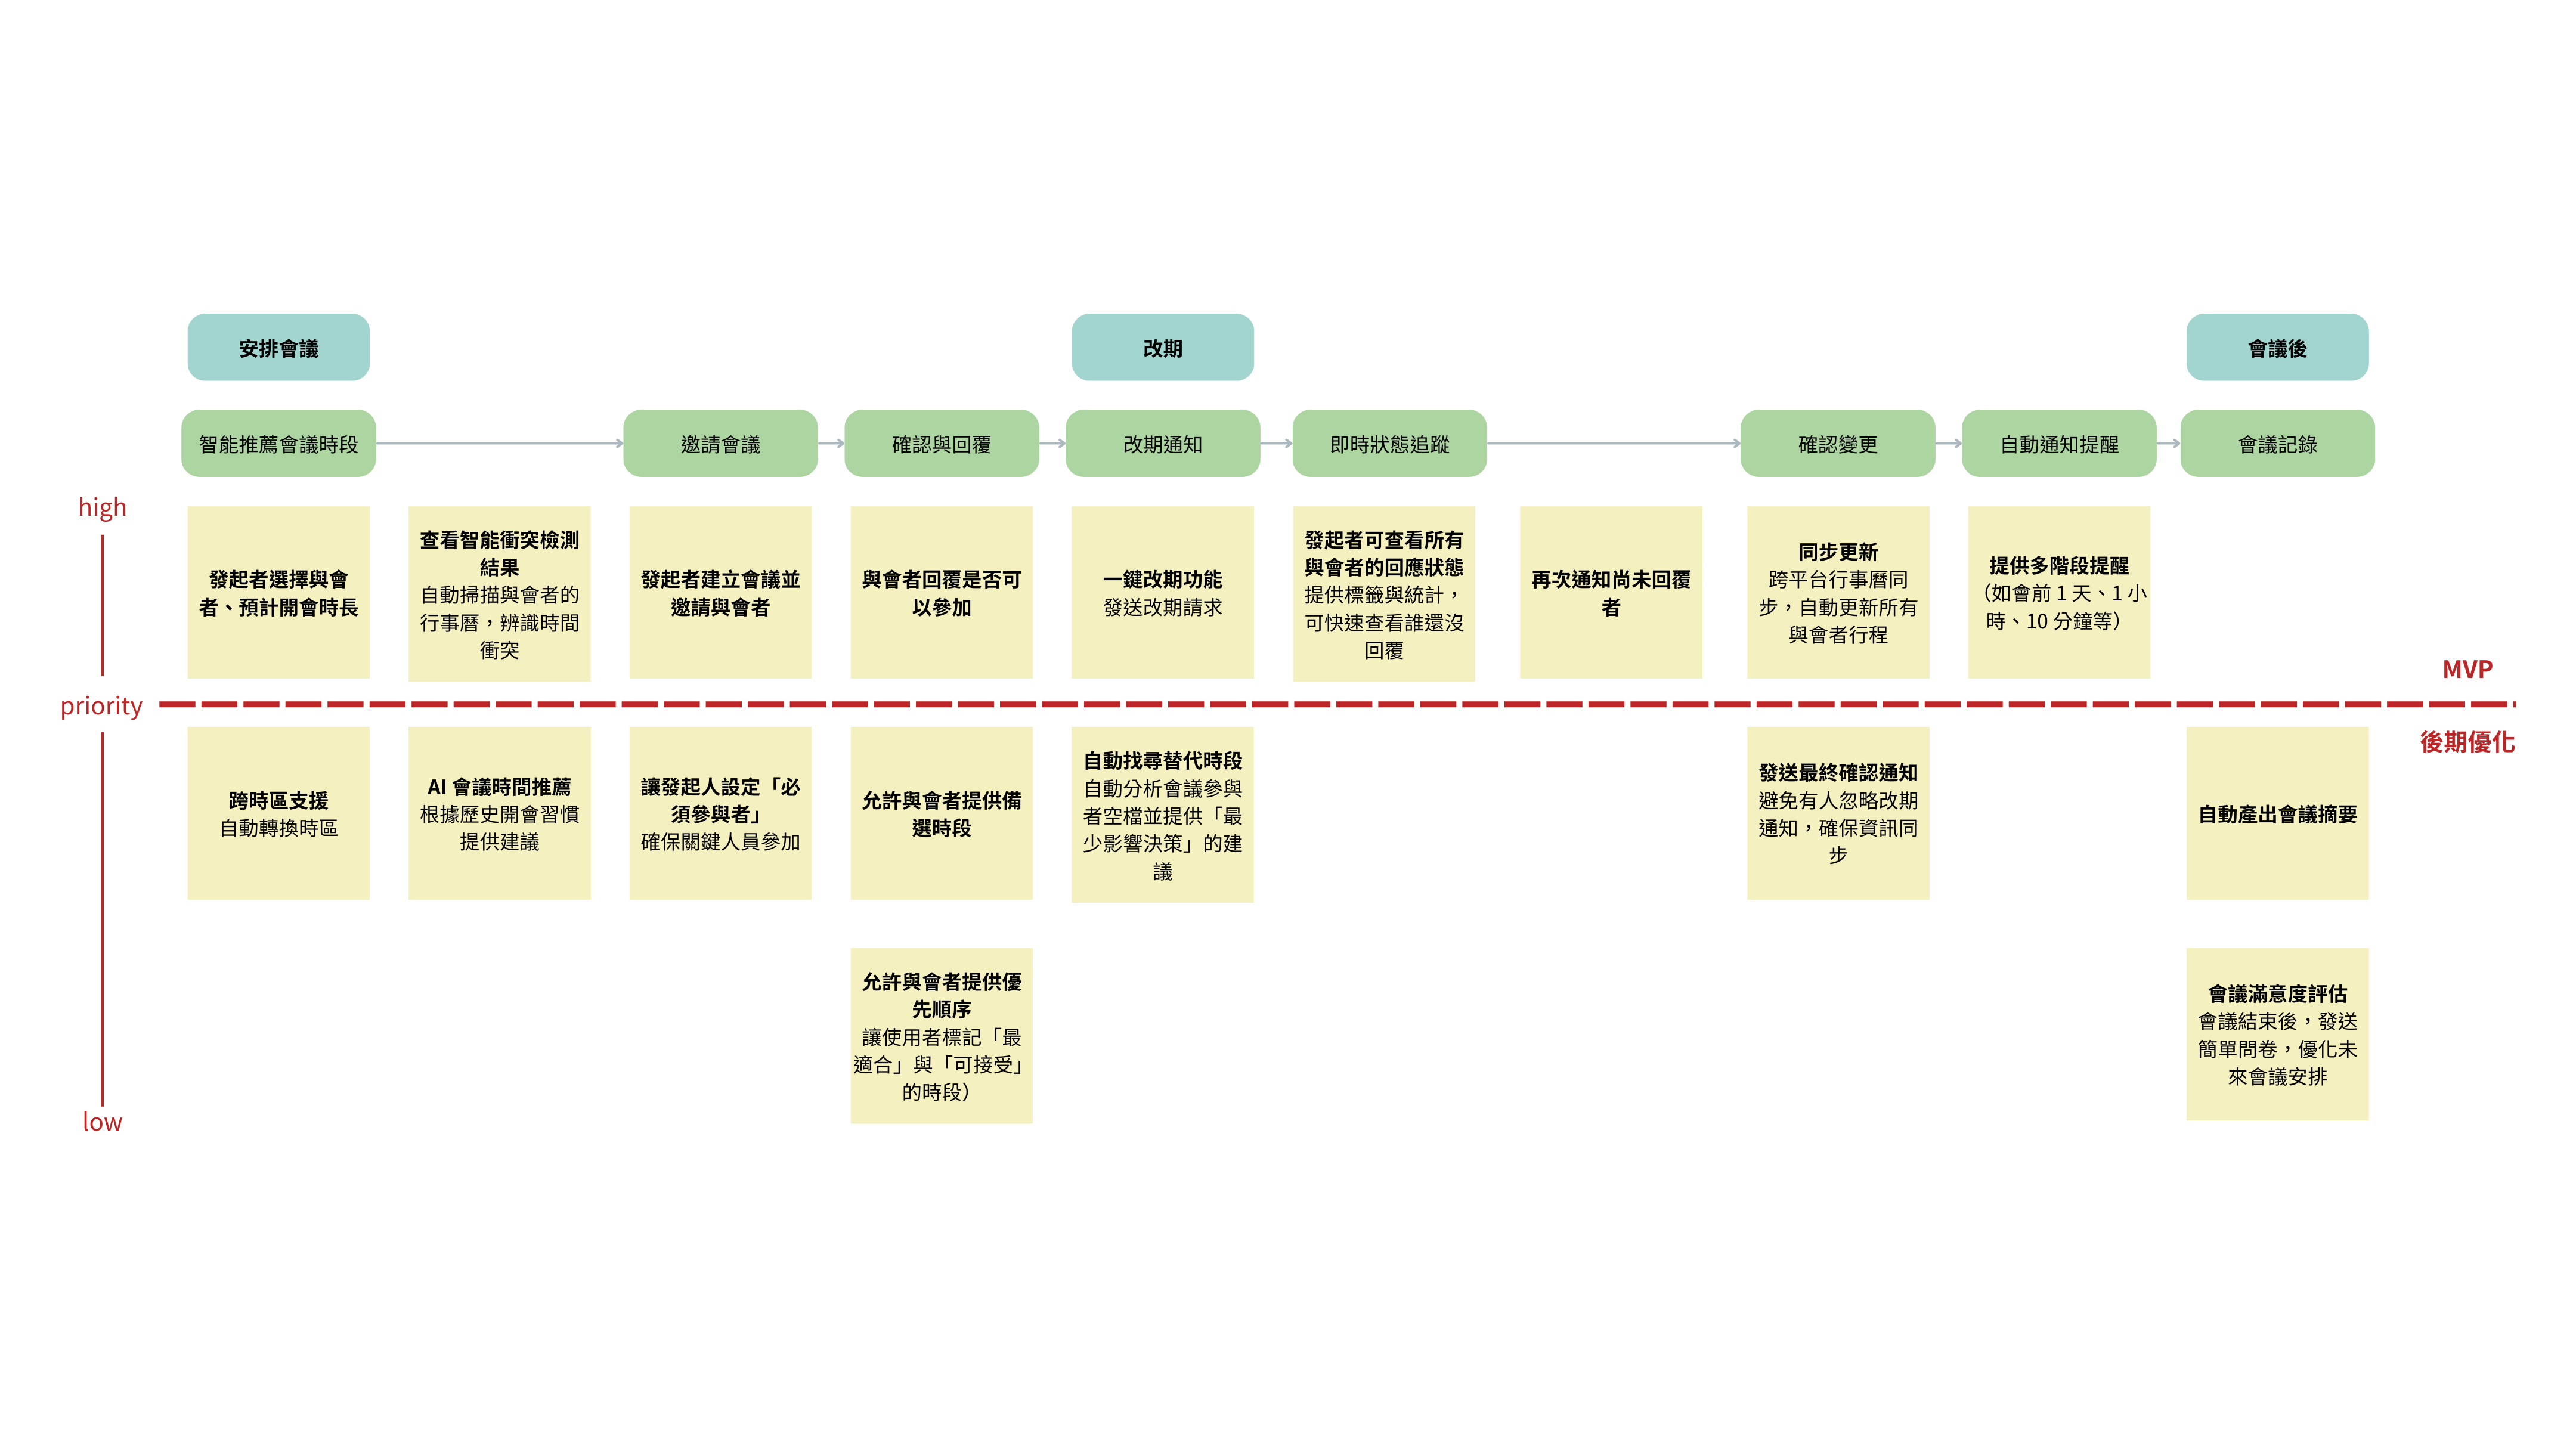 安排會議
改期
會議後
智能推薦會議時段
邀請會議
確認與回覆
改期通知
即時狀態追蹤
確認變更
自動通知提醒
會議記錄
high
發起者選擇與會
者、預計開會時長
查看智能衝突檢測
結果
自動掃描與會者的
行事曆，辨識時間
衝突
發起者建立會議並
邀請與會者
與會者回覆是否可
以參加
一鍵改期功能
發送改期請求
發起者可查看所有
與會者的回應狀態
提供標籤與統計，
可快速查看誰還沒
回覆
再次通知尚未回覆
者
同步更新
跨平台行事曆同
步，自動更新所有
與會者行程
提供多階段提醒
（如會前 1 天、1 小
時、10 分鐘等）
MVP
priority
後期優化
跨時區支援
自動轉換時區
AI 會議時間推薦
根據歷史開會習慣
提供建議
讓發起人設定「必
須參與者」
確保關鍵人員參加
允許與會者提供備
選時段
自動找尋替代時段
自動分析會議參與
者空檔並提供「最
少影響決策」的建
議
發送最終確認通知
避免有人忽略改期
通知，確保資訊同
步
自動產出會議摘要
允許與會者提供優
先順序
讓使用者標記「最
適合」與「可接受」
的時段）
會議滿意度評估
會議結束後，發送
簡單問卷，優化未
來會議安排
low